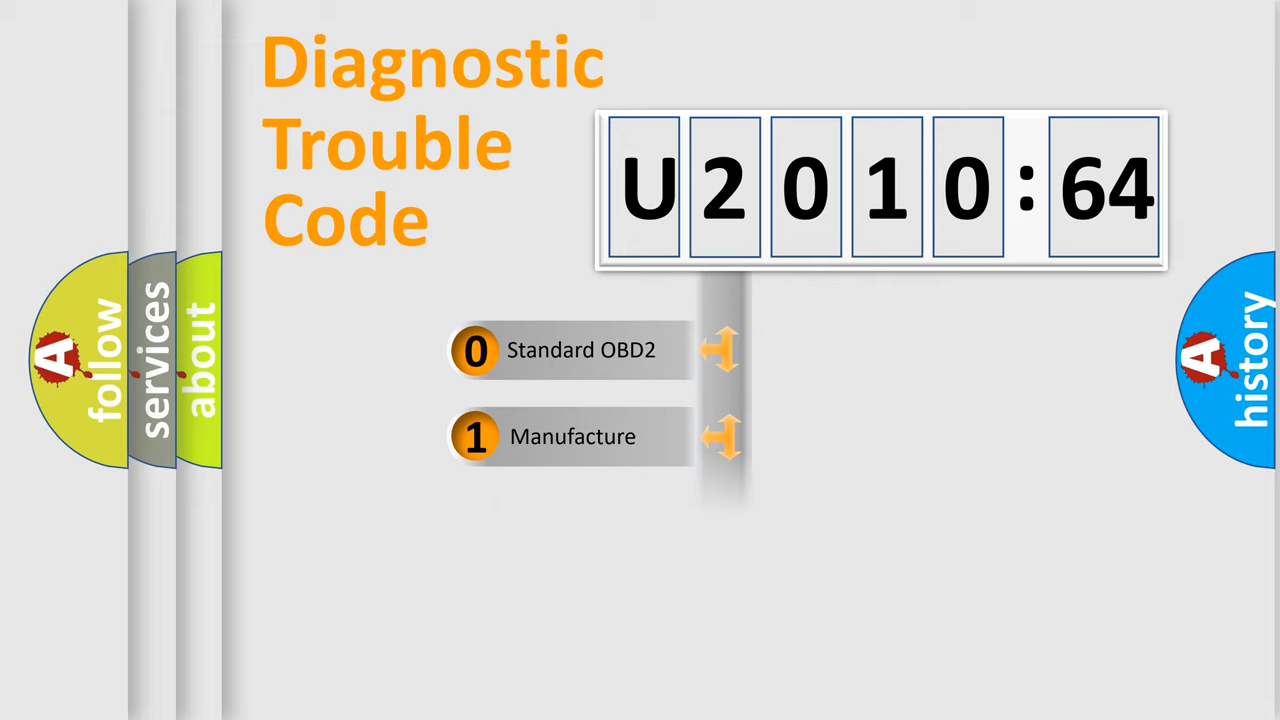 Diagnostic
Trouble
Code
U 2 0 1 0 : 64
0 Standard OBD2
1 Manufacture
A follow
services
about
A history